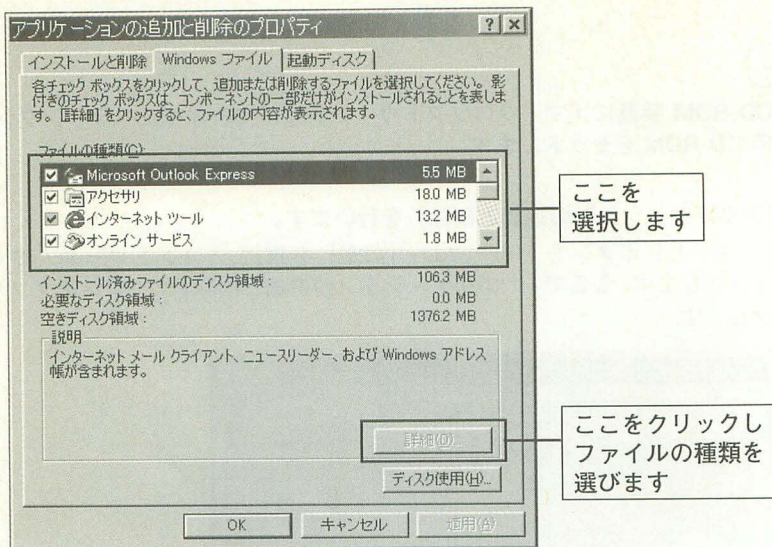 アプリケーションの追加と削除のプロパティ
インストールと削除 Windows ファイル 起動ディスク
各チェック ボックスをクリックして、追加または削除するファイルを選択してください。影
付きのチェック ボックスは、コンポーネントの一部だけがインストールされることを表しま
す。[詳細] をクリックすると、ファイルの内容が表示されます。
ファイルの種類(C):
Microsoft Outlook Express 5.5 MB
アクセサリ 18.0 MB
インターネット ツール 13.2 MB
オンライン サービス 1.8 MB
ここを
選択します
インストール済みファイルのディスク領域: 106.3 MB
必要なディスク領域: 0.0 MB
空きディスク領域: 1376.2 MB
説明
インターネット メール クライアント、ニュースリーダー、および Windows アドレス
帳が含まれます。
詳細(D)...
ここをクリックし
ファイルの種類を
選びます
ディスク使用(H)...
OK キャンセル 適用(A)